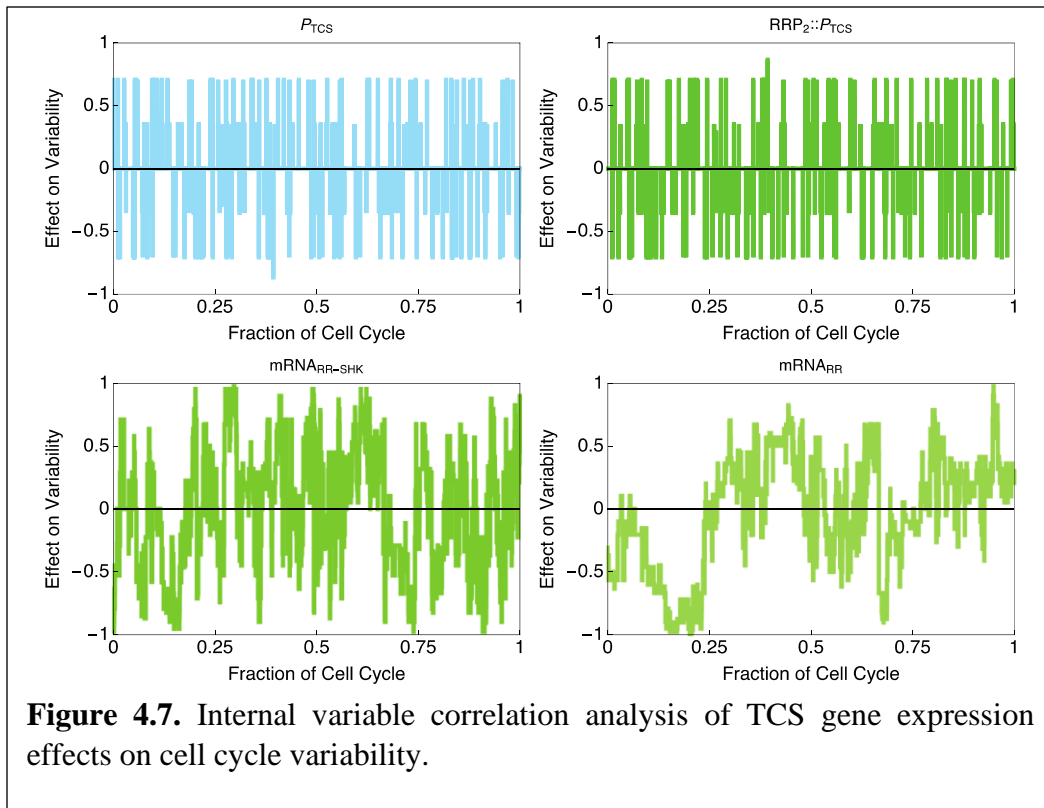 P_TCS
RRP₂::P_TCS
1
0.5
0
−0.5
−1
Effect on Variability
0
0.25
0.5
0.75
1
Fraction of Cell Cycle
1
0.5
0
−0.5
−1
Effect on Variability
0
0.25
0.5
0.75
1
Fraction of Cell Cycle
mRNA_RR−SHK
mRNA_RR
1
0.5
0
−0.5
−1
Effect on Variability
0
0.25
0.5
0.75
1
Fraction of Cell Cycle
1
0.5
0
−0.5
−1
Effect on Variability
0
0.25
0.5
0.75
1
Fraction of Cell Cycle
Figure 4.7. Internal variable correlation analysis of TCS gene expression
effects on cell cycle variability.